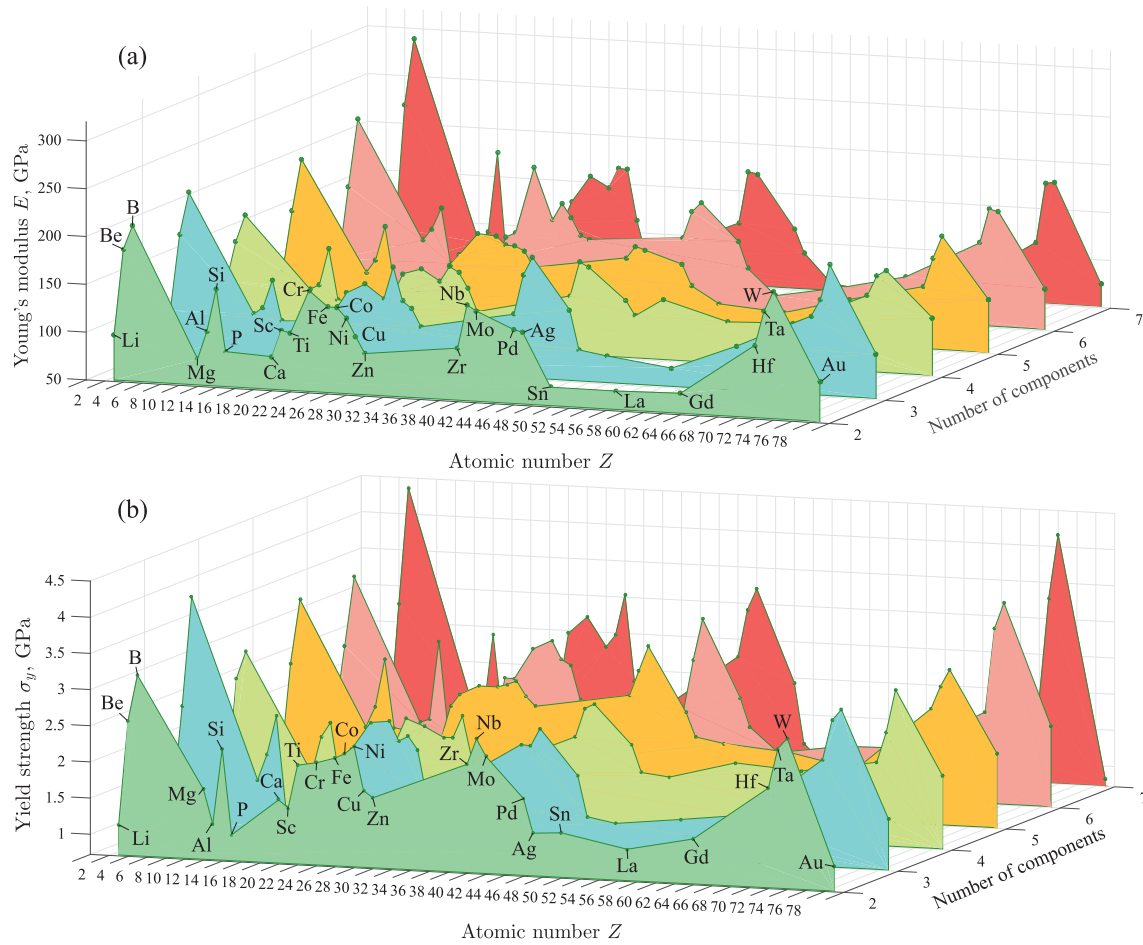 (a)
Young's modulus E, GPa
300
250
200
150
100
50
B
Be
Li
Si
Al
Mg
P
Sc
Ca
Cr
Ti
Fe
Co
Ni
Cu
Zn
Nb
Zr
Mo
Pd
Ag
Sn
La
Gd
W
Ta
Hf
Au
2 4 6 8 10 12 14 16 18 20 22 24 26 28 30 32 34 36 38 40 42 44 46 48 50 52 54 56 58 60 62 64 66 68 70 72 74 76 78
Atomic number Z
2 3 4 5 6 7
Number of components
(b)
Yield strength σy, GPa
4.5
4
3.5
3
2.5
2
1.5
1
B
Be
Li
Mg
Si
Al
P
Ca
Sc
Ti
Cr
Fe
Co
Ni
Cu
Zn
Zr
Nb
Mo
Pd
Ag
Sn
La
Gd
Hf
W
Ta
Au
2 4 6 8 10 12 14 16 18 20 22 24 26 28 30 32 34 36 38 40 42 44 46 48 50 52 54 56 58 60 62 64 66 68 70 72 74 76 78
Atomic number Z
2 3 4 5 6 7
Number of components